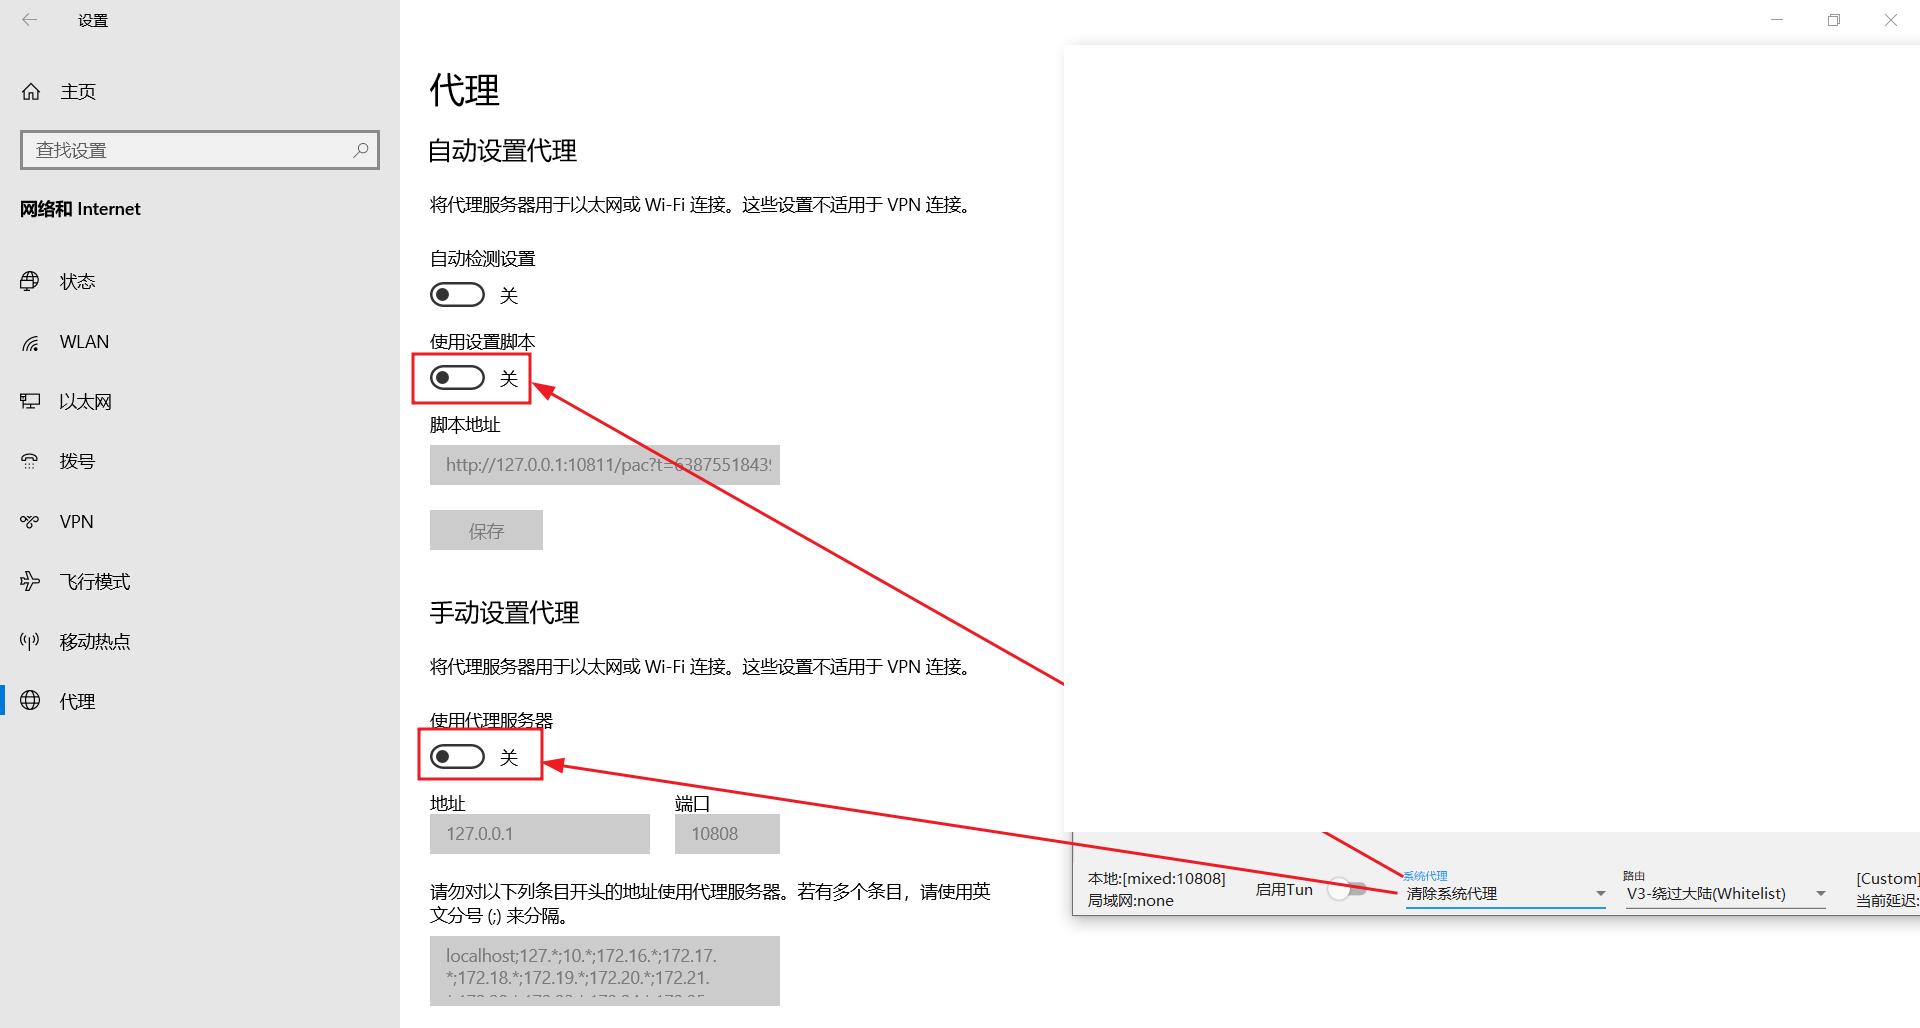 设置
主页
查找设置
网络和 Internet
状态
WLAN
以太网
拨号
VPN
飞行模式
移动热点
代理
代理
自动设置代理
将代理服务器用于以太网或 Wi-Fi 连接。这些设置不适用于 VPN 连接。
自动检测设置
关
使用设置脚本
关
脚本地址
http://127.0.0.1:10811/pac?t=6387551843
保存
手动设置代理
将代理服务器用于以太网或 Wi-Fi 连接。这些设置不适用于 VPN 连接。
使用代理服务器
关
地址 端口
127.0.0.1 10808
请勿对以下列条目开头的地址使用代理服务器。若有多个条目，请使用英
文分号 (;) 来分隔。
localhost;127.*;10.*;172.16.*;172.17.
*;172.18.*;172.19.*;172.20.*;172.21.
本地:[mixed:10808]
局域网:none
启用Tun
系统代理
清除系统代理
路由
V3-绕过大陆(Whitelist)
[Custom]
当前延迟: